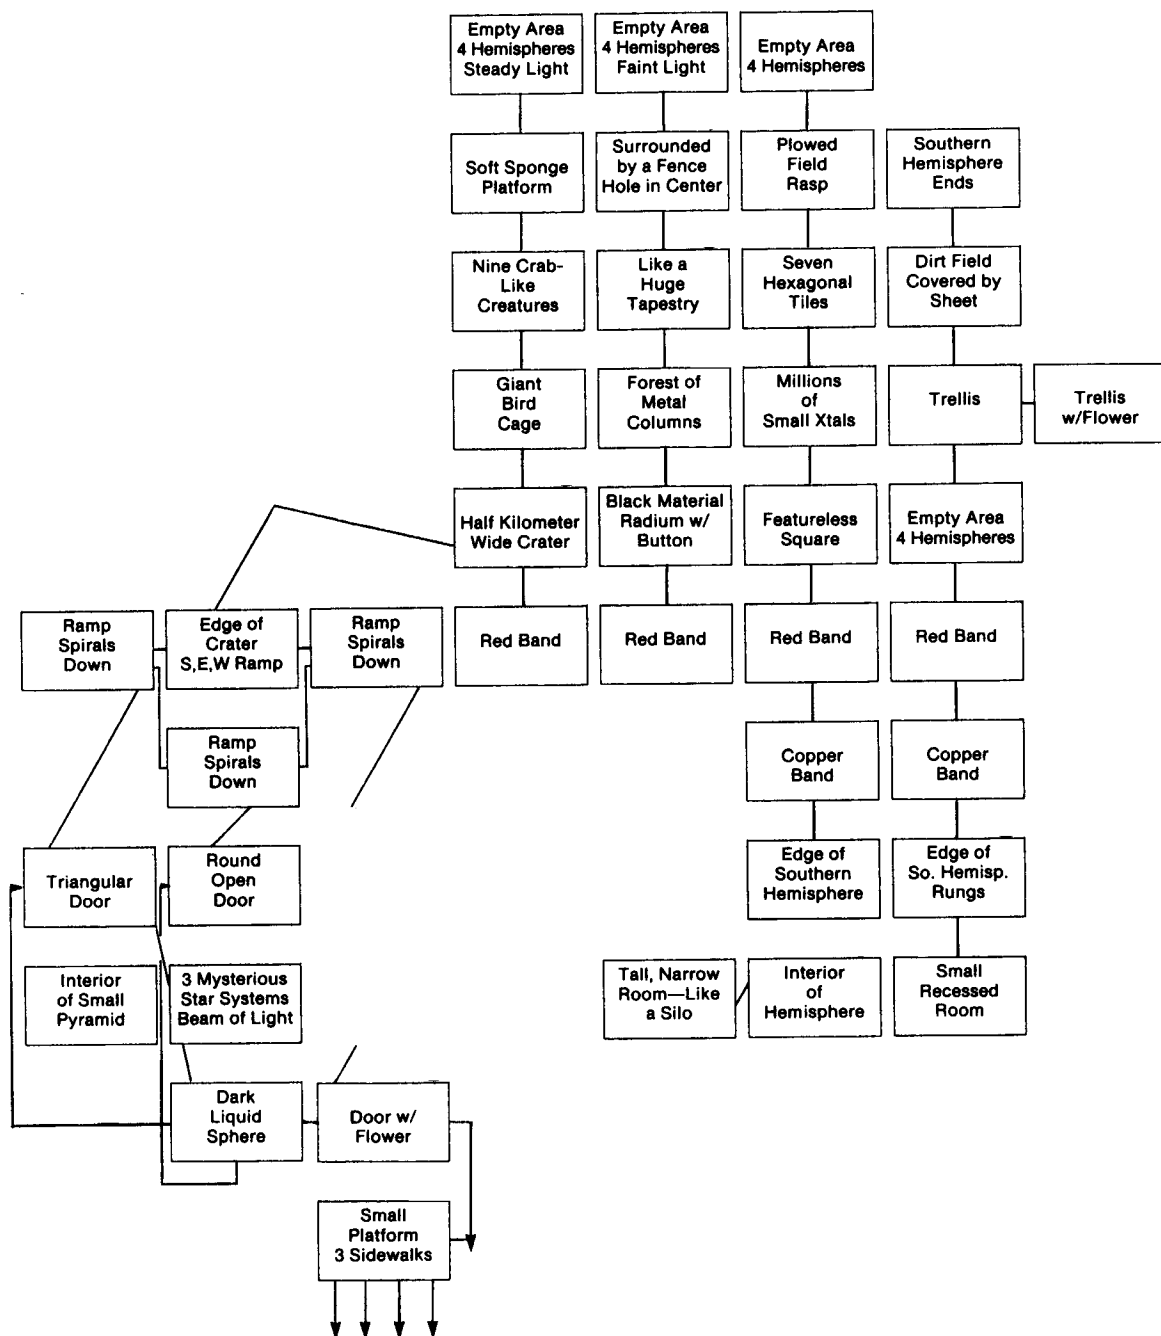 Empty Area
4 Hemispheres
Steady Light
Empty Area
4 Hemispheres
Faint Light
Empty Area
4 Hemispheres
Soft Sponge
Platform
Surrounded
by a Fence
Hole in Center
Plowed
Field
Rasp
Southern
Hemisphere
Ends
Nine Crab-
Like
Creatures
Like a
Huge
Tapestry
Seven
Hexagonal
Tiles
Dirt Field
Covered by
Sheet
Giant
Bird
Cage
Forest of
Metal
Columns
Millions
of
Small Xtals
Trellis
Trellis
w/Flower
Half Kilometer
Wide Crater
Black Material
Radium w/
Button
Featureless
Square
Empty Area
4 Hemispheres
Ramp
Spirals
Down
Edge of
Crater
S,E,W Ramp
Ramp
Spirals
Down
Red Band
Red Band
Red Band
Red Band
Ramp
Spirals
Down
Copper
Band
Copper
Band
Triangular
Door
Round
Open
Door
Edge of
Southern
Hemisphere
Edge of
So. Hemisp.
Rungs
Interior
of Small
Pyramid
3 Mysterious
Star Systems
Beam of Light
Tall, Narrow
Room—Like
a Silo
Interior
of
Hemisphere
Small
Recessed
Room
Dark
Liquid
Sphere
Door w/
Flower
Small
Platform
3 Sidewalks